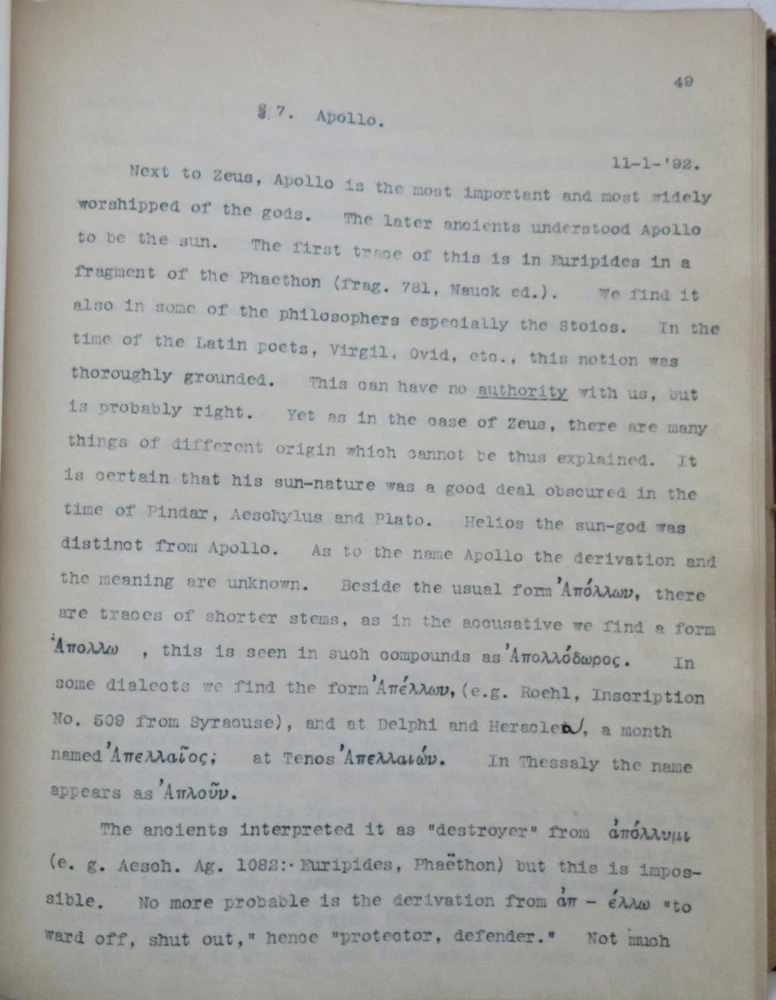 49
§ 7. Apollo.
11-1-'92.
Next to Zeus, Apollo is the most important and most widely
worshipped of the gods. The later ancients understood Apollo
to be the sun. The first trace of this is in Euripides in a
fragment of the Phaethon (frag. 781, Nauck ed.). We find it
also in some of the philosophers especially the Stoics. In the
time of the Latin poets, Virgil, Ovid, etc., this notion was
thoroughly grounded. This can have no authority with us, but
is probably right. Yet as in the case of Zeus, there are many
things of different origin which cannot be thus explained. It
is certain that his sun-nature was a good deal obscured in the
time of Pindar, Aeschylus and Plato. Helios the sun-god was
distinct from Apollo. As to the name Apollo the derivation and
the meaning are unknown. Beside the usual form Ἀπόλλων, there
are traces of shorter stems, as in the accusative we find a form
Ἀπολλω , this is seen in such compounds as Ἀπολλόδωρος. In
some dialects we find the form Ἀπέλλων, (e.g. Roehl, Inscription
No. 509 from Syracuse), and at Delphi and Heraclea, a month
named Ἀπελλαῖος; at Tenos Ἀπελλαιών. In Thessaly the name
appears as Ἀπλοῦν.
The ancients interpreted it as "destroyer" from ἀπόλλυμι
(e. g. Aesch. Ag. 1082: Euripides, Phaëthon) but this is impos-
sible. No more probable is the derivation from ἀπ - έλλω "to
ward off, shut out," hence "protector, defender." Not much